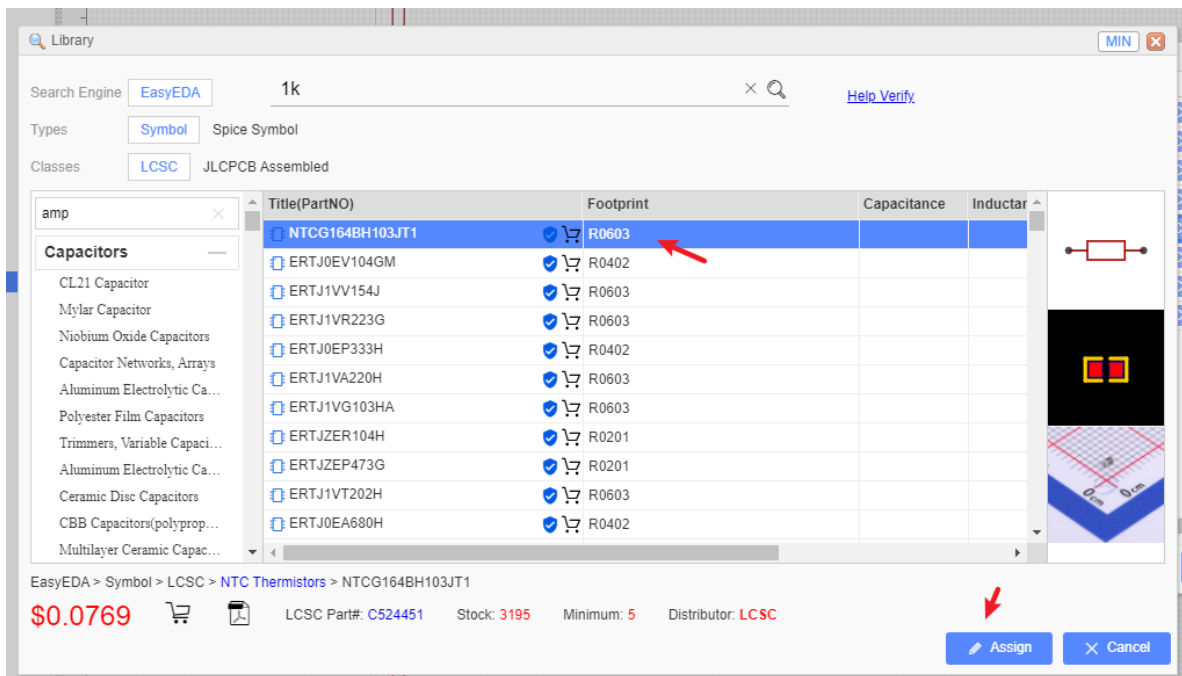 Library MIN
Search Engine EasyEDA 1k Help Verify
Types Symbol Spice Symbol
Classes LCSC JLCPCB Assembled
amp
Capacitors
CL21 Capacitor
Mylar Capacitor
Niobium Oxide Capacitors
Capacitor Networks, Arrays
Aluminum Electrolytic Ca...
Polyester Film Capacitors
Trimmers, Variable Capaci...
Aluminum Electrolytic Ca...
Ceramic Disc Capacitors
CBB Capacitors(polyprop...
Multilayer Ceramic Capac...
Title(PartNO) Footprint Capacitance Inductar
NTCG164BH103JT1 R0603
ERTJ0EV104GM R0402
ERTJ1VV154J R0603
ERTJ1VR223G R0603
ERTJ0EP333H R0402
ERTJ1VA220H R0603
ERTJ1VG103HA R0603
ERTJZER104H R0201
ERTJZEP473G R0201
ERTJ1VT202H R0603
ERTJ0EA680H R0402
0cm 0cm
EasyEDA > Symbol > LCSC > NTC Thermistors > NTCG164BH103JT1
$0.0769 LCSC Part#: C524451 Stock: 3195 Minimum: 5 Distributor: LCSC
Assign Cancel